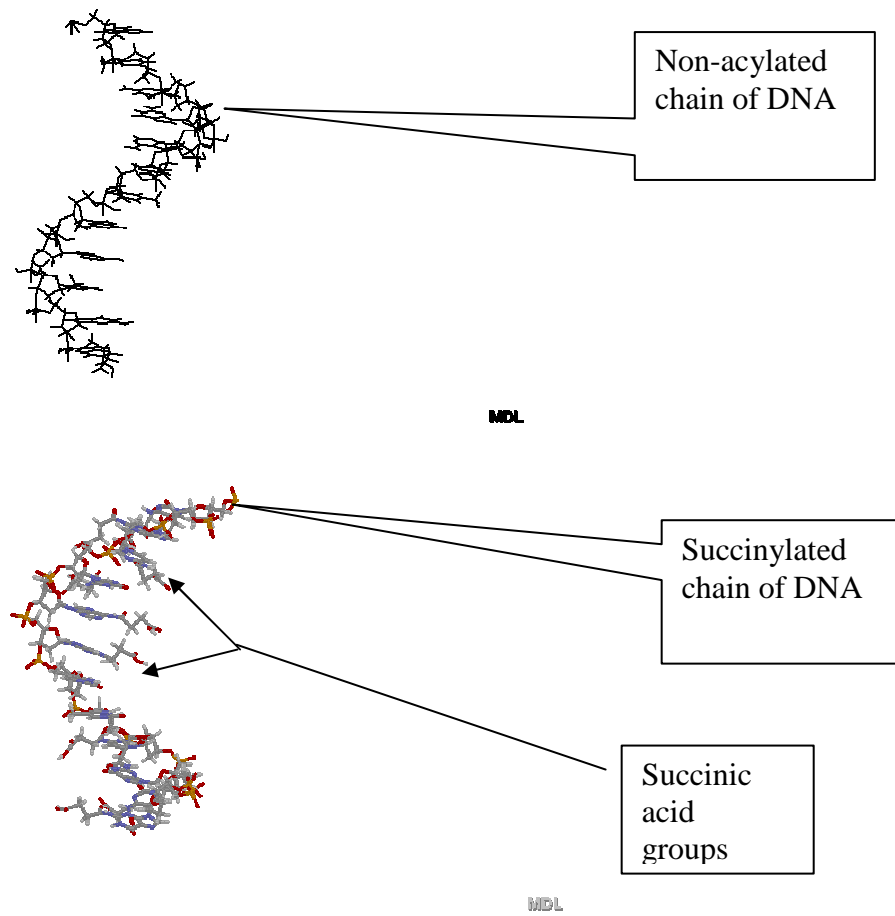 Non-acylated
chain of DNA
MDL
Succinylated
chain of DNA
Succinic
acid
groups
MDL